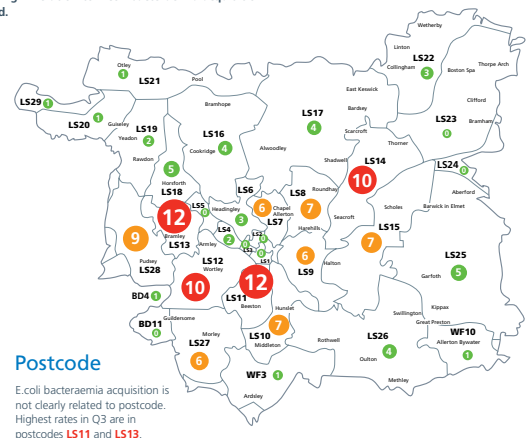 d.
Wetherby
Linton
LS22
Collingham
3
Boston Spa
Thorpe Arch
Otley
1
LS21
Pool
East Keswick
Bardsey
Clifford
LS29 1
Bramhope
LS17
4
LS20 1
Guiseley
LS19
Yeadon
2
LS16
Cookridge 4
Alwoodley
Scarcroft
LS23
0
Bramham
Thorner
Rawdon
Shadwell
LS14
10
LS24 0
5
Horsforth
LS18
LS6
LS8
Roundhay
Aberford
12
LS5
0
Headingley
3
6
Chapel
Allerton
7
LS7
Seacroft
Scholes
Barwick in Elmet
9
Bramley
LS13
Armley
LS4
2
LS2
0
0
LS3
0
LS1
Harehills
6
LS9
Halton
LS15
7
Pudsey
LS28
LS12
Wortley
10
12
LS11
Beeston
LS25
5
Garforth
BD4 1
BD11
0
Guildersome
Morley
LS27
6
Hunslet
7
LS10
Middleton
Rothwell
Swillington
Kippax
Great Preston
LS26
4
Oulton
WF10
Allerton Bywater
1
WF3 1
Methley
Ardsley
Postcode
E.coli bacteraemia acquisition is
not clearly related to postcode.
Highest rates in Q3 are in
postcodes LS11 and LS13.